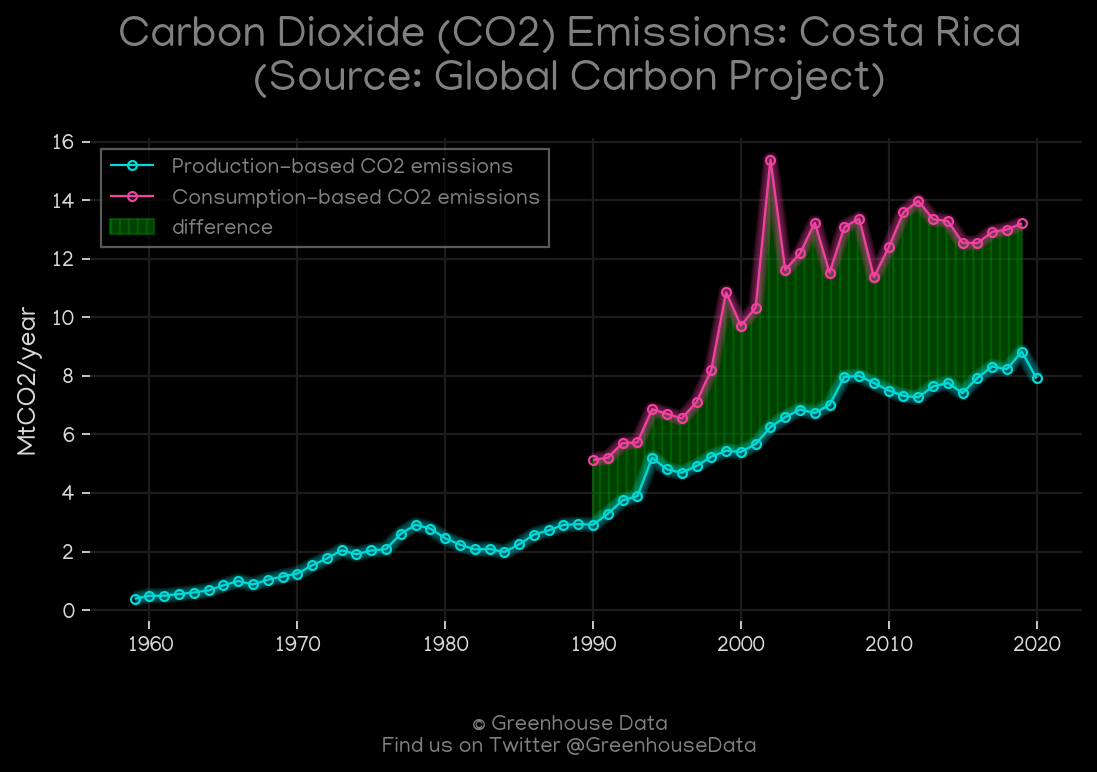 Carbon Dioxide (CO2) Emissions: Costa Rica
(Source: Global Carbon Project)
16
14
12
10
8
6
4
2
0
MtCO2/year
Production-based CO2 emissions
Consumption-based CO2 emissions
difference
1960 1970 1980 1990 2000 2010 2020
© Greenhouse Data
Find us on Twitter @GreenhouseData